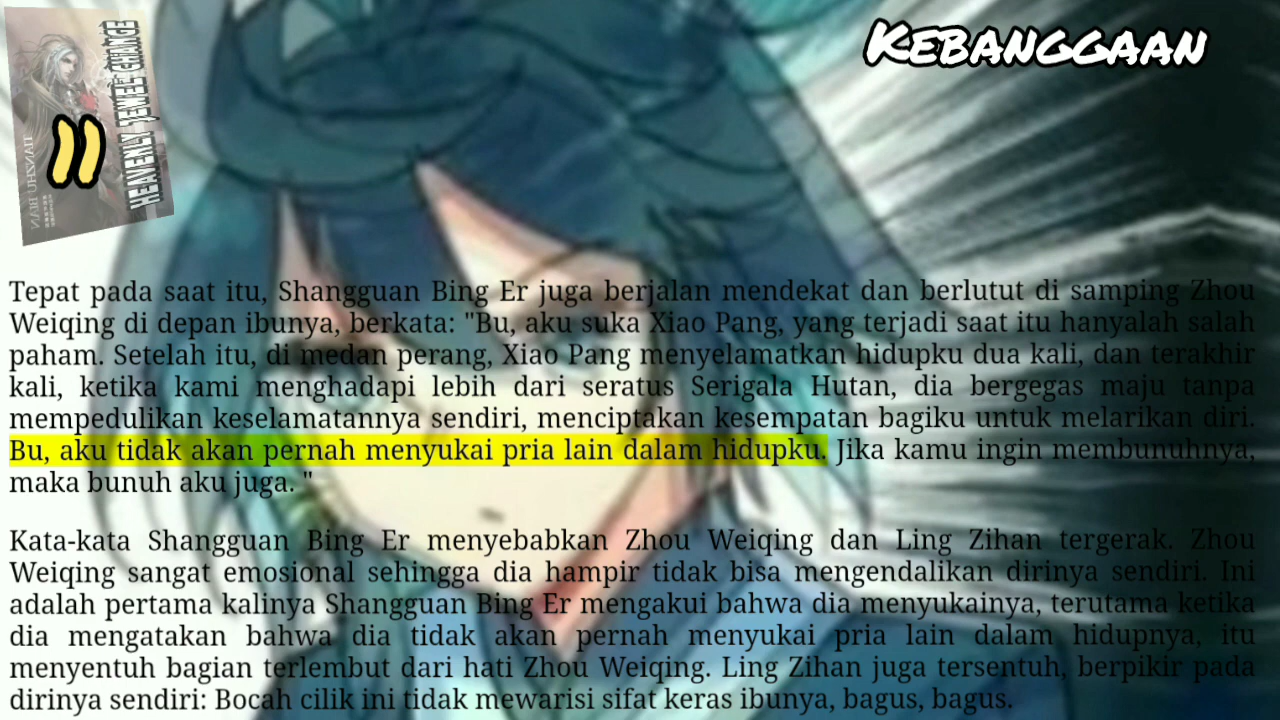 KEBANGGAAN
HEAVENLY JEWEL CHANGE
TIANZHU BIAN
11
Tepat pada saat itu, Shangguan Bing Er juga berjalan mendekat dan berlutut di samping Zhou
Weiqing di depan ibunya, berkata: "Bu, aku suka Xiao Pang, yang terjadi saat itu hanyalah salah
paham. Setelah itu, di medan perang, Xiao Pang menyelamatkan hidupku dua kali, dan terakhir
kali, ketika kami menghadapi lebih dari seratus Serigala Hutan, dia bergegas maju tanpa
mempedulikan keselamatannya sendiri, menciptakan kesempatan bagiku untuk melarikan diri.
Bu, aku tidak akan pernah menyukai pria lain dalam hidupku. Jika kamu ingin membunuhnya,
maka bunuh aku juga. "
Kata-kata Shangguan Bing Er menyebabkan Zhou Weiqing dan Ling Zihan tergerak. Zhou
Weiqing sangat emosional sehingga dia hampir tidak bisa mengendalikan dirinya sendiri. Ini
adalah pertama kalinya Shangguan Bing Er mengakui bahwa dia menyukainya, terutama ketika
dia mengatakan bahwa dia tidak akan pernah menyukai pria lain dalam hidupnya, itu
menyentuh bagian terlembut dari hati Zhou Weiqing. Ling Zihan juga tersentuh, berpikir pada
dirinya sendiri: Bocah cilik ini tidak mewarisi sifat keras ibunya, bagus, bagus.